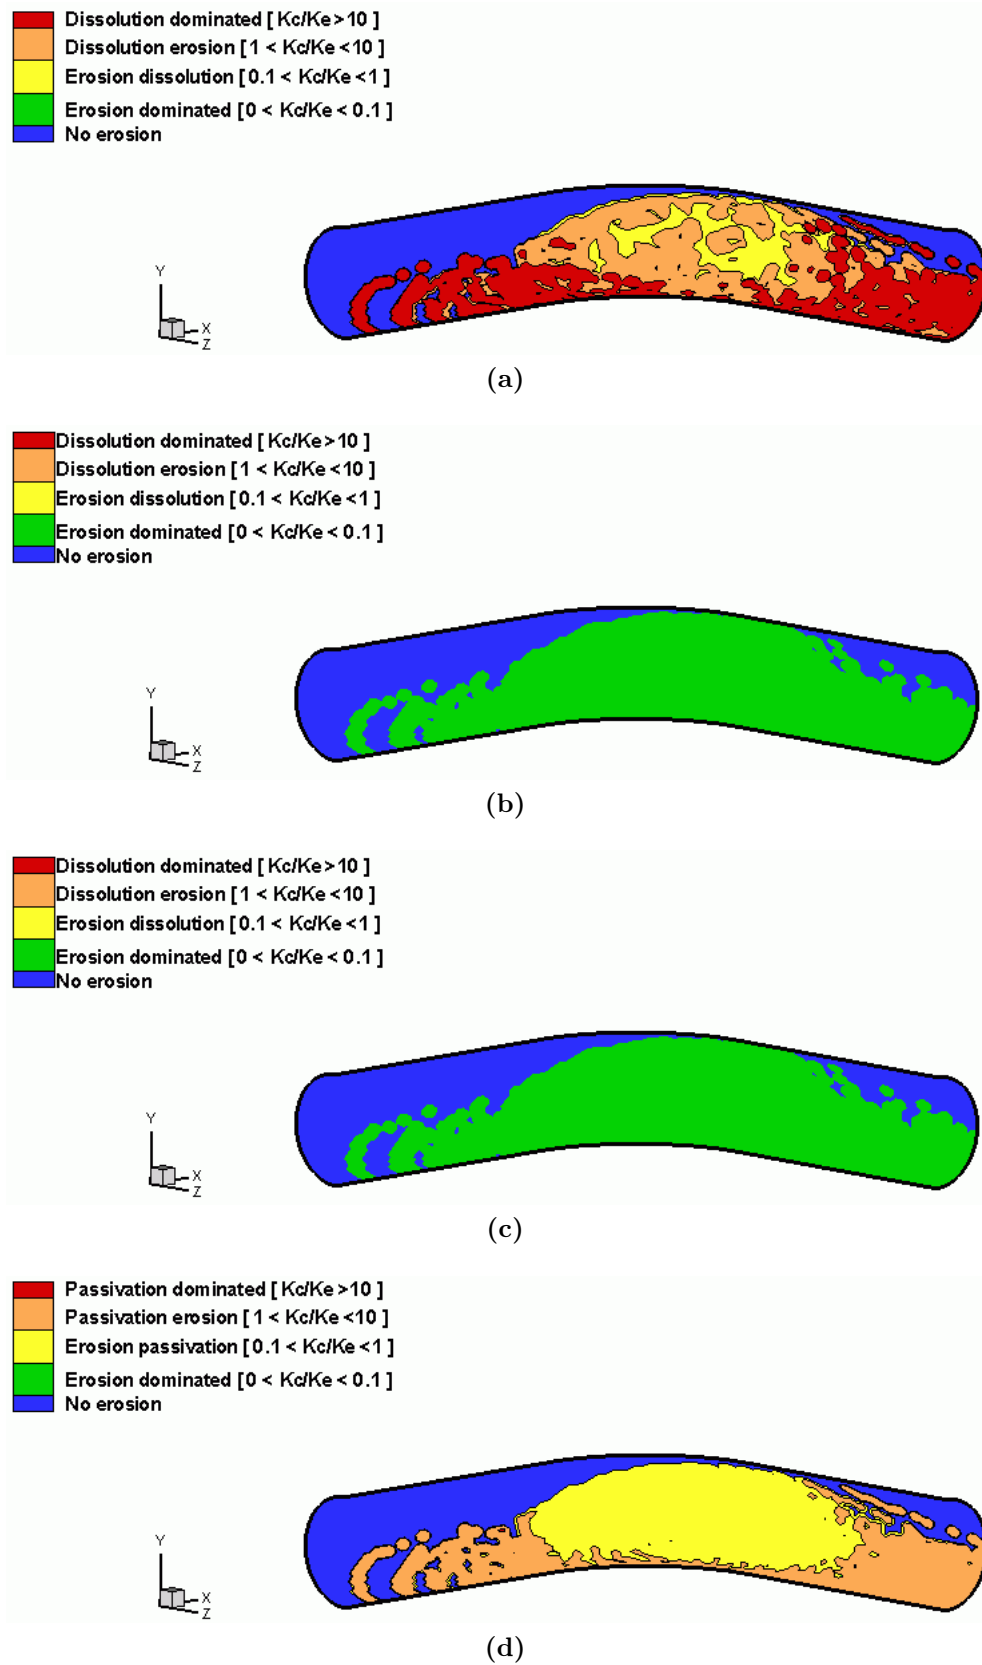 Dissolution dominated [ Kc/Ke>10 ]
Dissolution erosion [ 1 < Kc/Ke <10 ]
Erosion dissolution [ 0.1 < Kc/Ke <1 ]
Erosion dominated [0 < Kc/Ke < 0.1 ]
No erosion
Y
X
Z
(a)
Dissolution dominated [ Kc/Ke>10 ]
Dissolution erosion [ 1 < Kc/Ke <10 ]
Erosion dissolution [ 0.1 < Kc/Ke <1 ]
Erosion dominated [0 < Kc/Ke < 0.1 ]
No erosion
Y
X
Z
(b)
Dissolution dominated [ Kc/Ke>10 ]
Dissolution erosion [ 1 < Kc/Ke <10 ]
Erosion dissolution [ 0.1 < Kc/Ke <1 ]
Erosion dominated [0 < Kc/Ke < 0.1 ]
No erosion
Y
X
Z
(c)
Passivation dominated [ Kc/Ke>10 ]
Passivation erosion [ 1 < Kc/Ke <10 ]
Erosion passivation [ 0.1 < Kc/Ke <1 ]
Erosion dominated [0 < Kc/Ke < 0.1 ]
No erosion
Y
X
Z
(d)